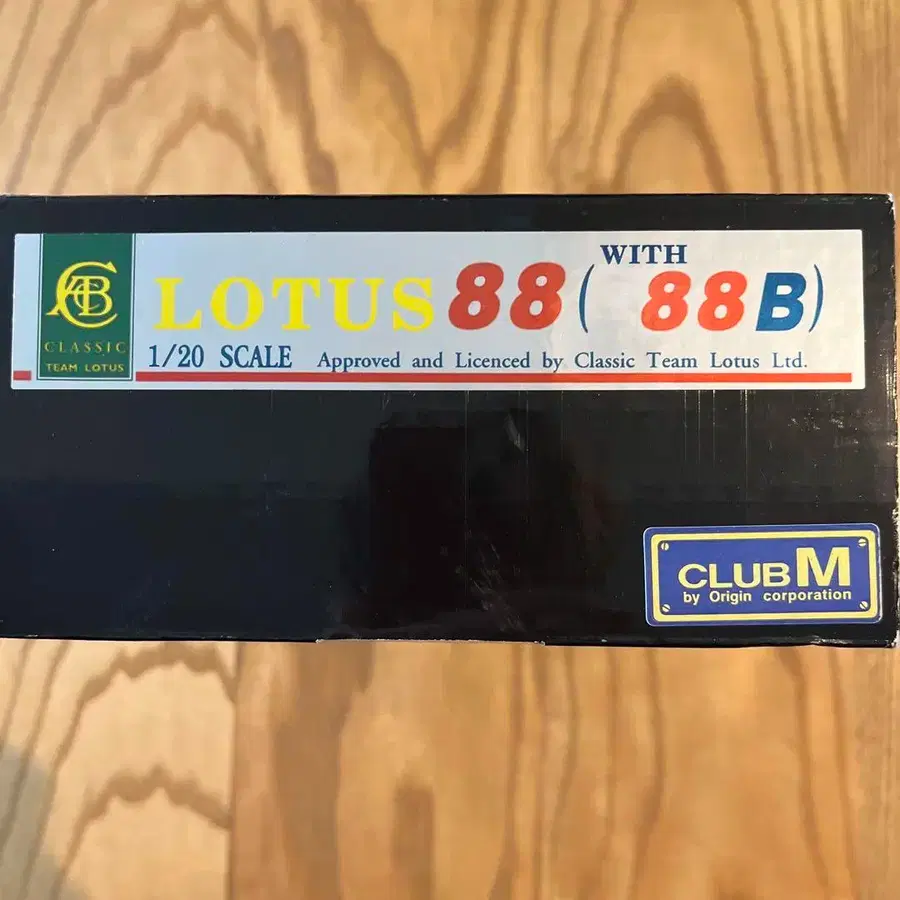 ACBC
CLASSIC
TEAM LOTUS
LOTUS 88 ( WITH 88B)
1/20 SCALE Approved and Licenced by Classic Team Lotus Ltd.
CLUB M
by Origin corporation